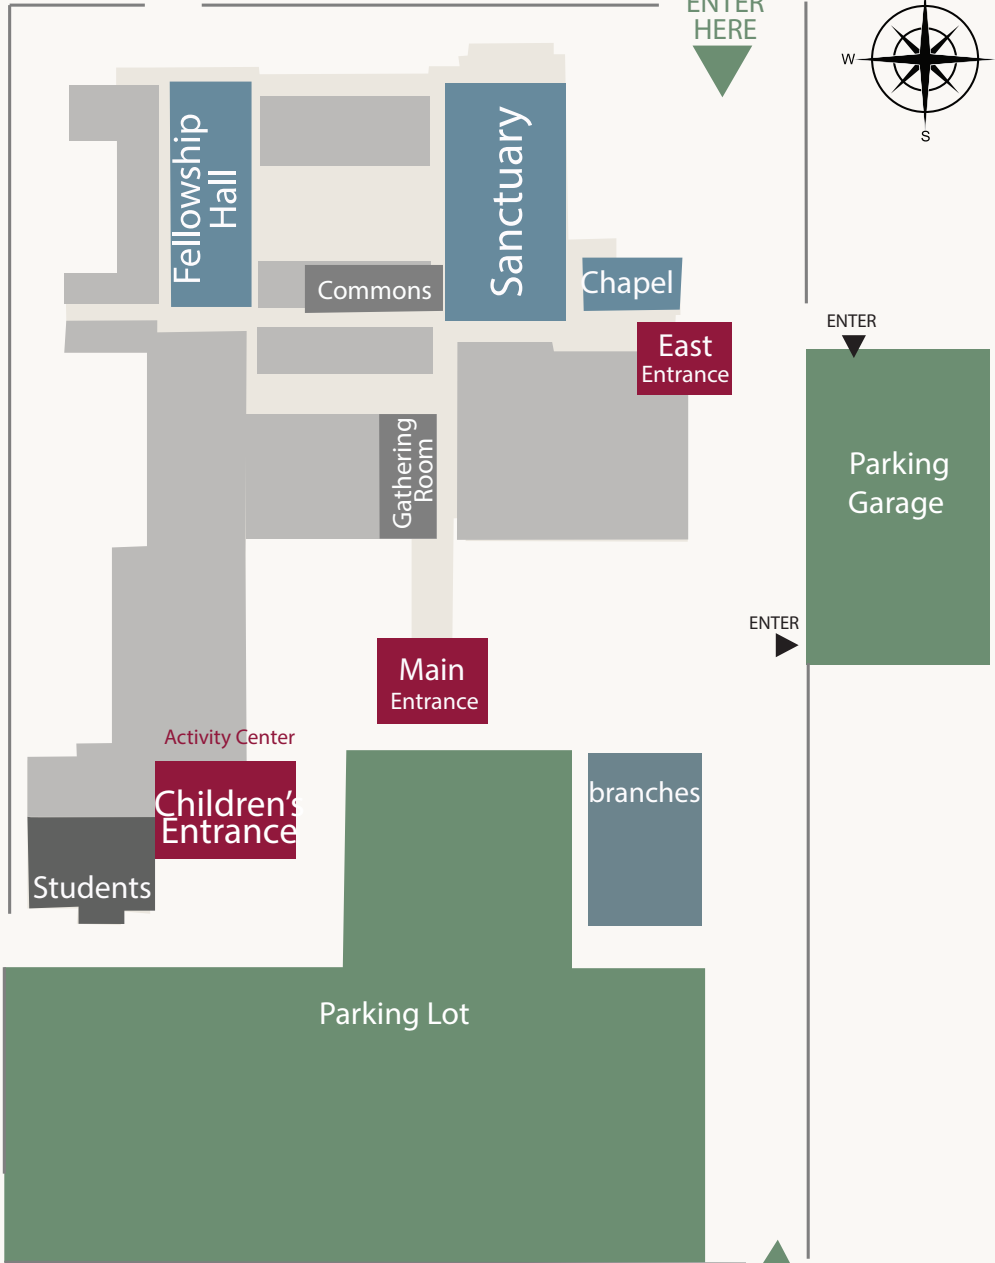 ENTER
HERE
W
S
Fellowship
Hall
Sanctuary
Commons
Chapel
East
Entrance
ENTER
Parking
Garage
Gathering
Room
ENTER
Main
Entrance
Activity Center
Children's
Entrance
branches
Students
Parking Lot